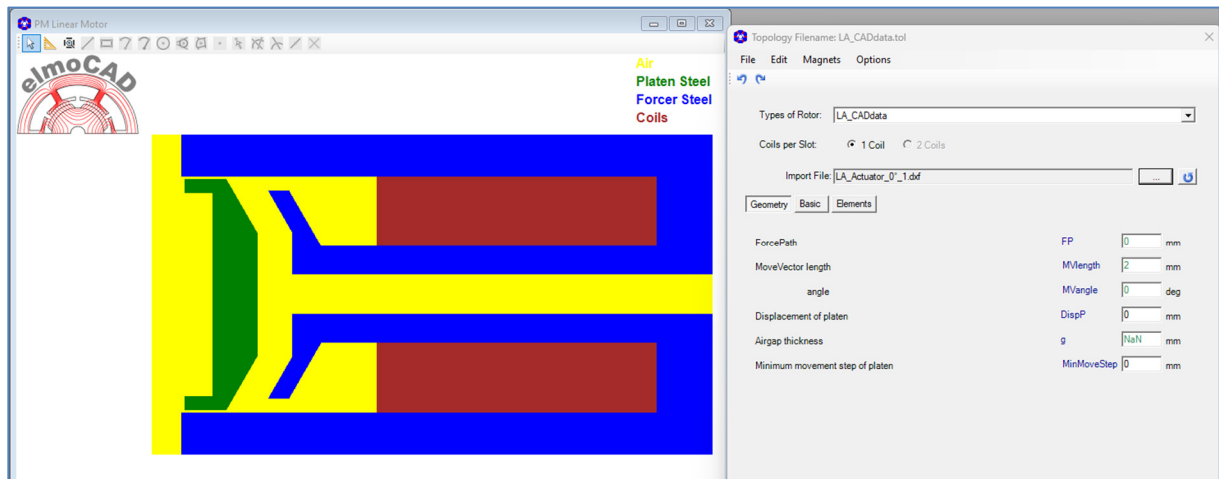 PM Linear Motor
elmoCAD
Air
Platen Steel
Forcer Steel
Coils
Topology Filename: LA_CADdata.tol
File Edit Magnets Options
Types of Rotor: LA_CADdata
Coils per Slot: 1 Coil 2 Coils
Import File: LA_Actuator_0°_1.dxf ...
Geometry Basic Elements
ForcePath FP 0 mm
MoveVector length MVlength 2 mm
angle MVangle 0 deg
Displacement of platen DispP 0 mm
Airgap thickness g NaN mm
Minimum movement step of platen MinMoveStep 0 mm